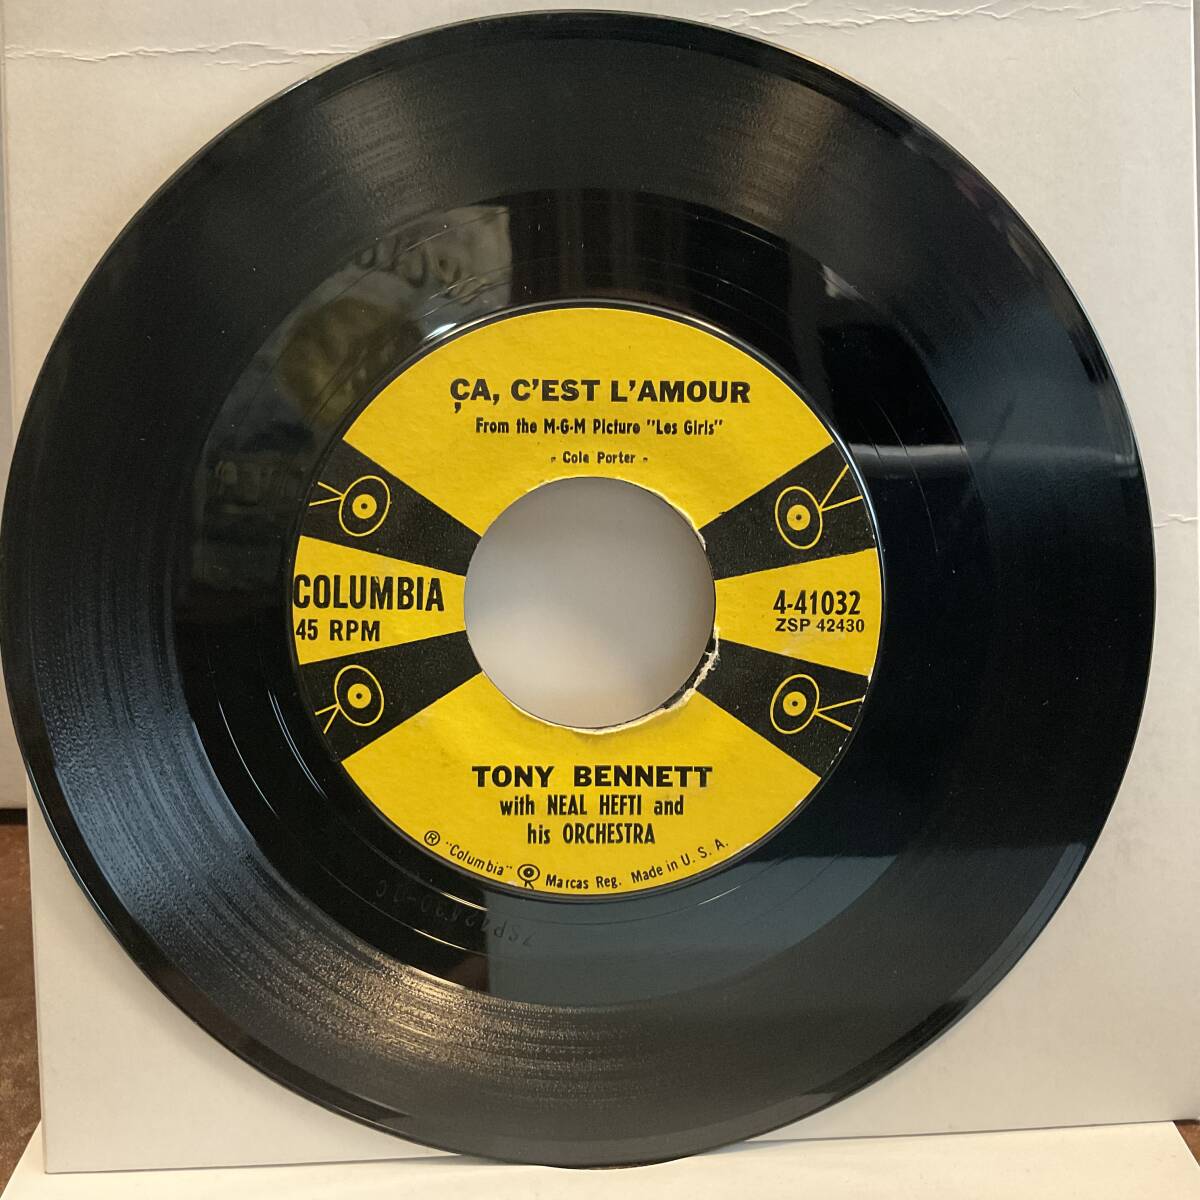 ÇA, C'EST L'AMOUR
From the M-G-M Picture "Les Girls"
- Cole Porter -
COLUMBIA
45 RPM
4-41032
ZSP 42430
TONY BENNETT
with NEAL HEFTI and
his ORCHESTRA
® "Columbia" Marcas Reg. Made in U. S. A.